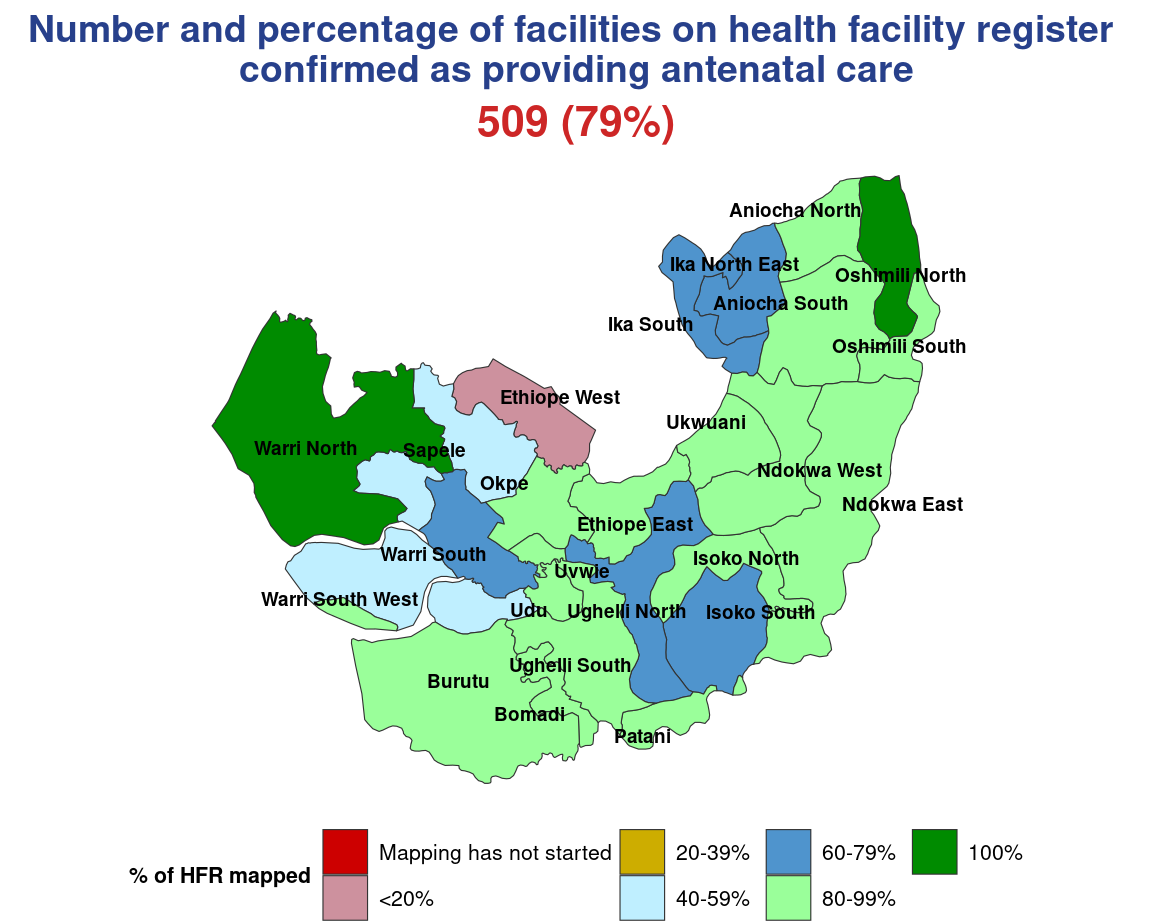 Number and percentage of facilities on health facility register
confirmed as providing antenatal care
509 (79%)
Aniocha North
Ika North East
Oshimili North
Aniocha South
Ika South
Oshimili South
Ethiope West
Ukwuani
Warri North
Sapele
Ndokwa West
Okpe
Ndokwa East
Ethiope East
Warri South
Isoko North
Uvwie
Warri South West
Udu
Ughelli North
Isoko South
Ughelli South
Burutu
Bomadi
Patani
% of HFR mapped
Mapping has not started
20-39%
60-79%
100%
<20%
40-59%
80-99%